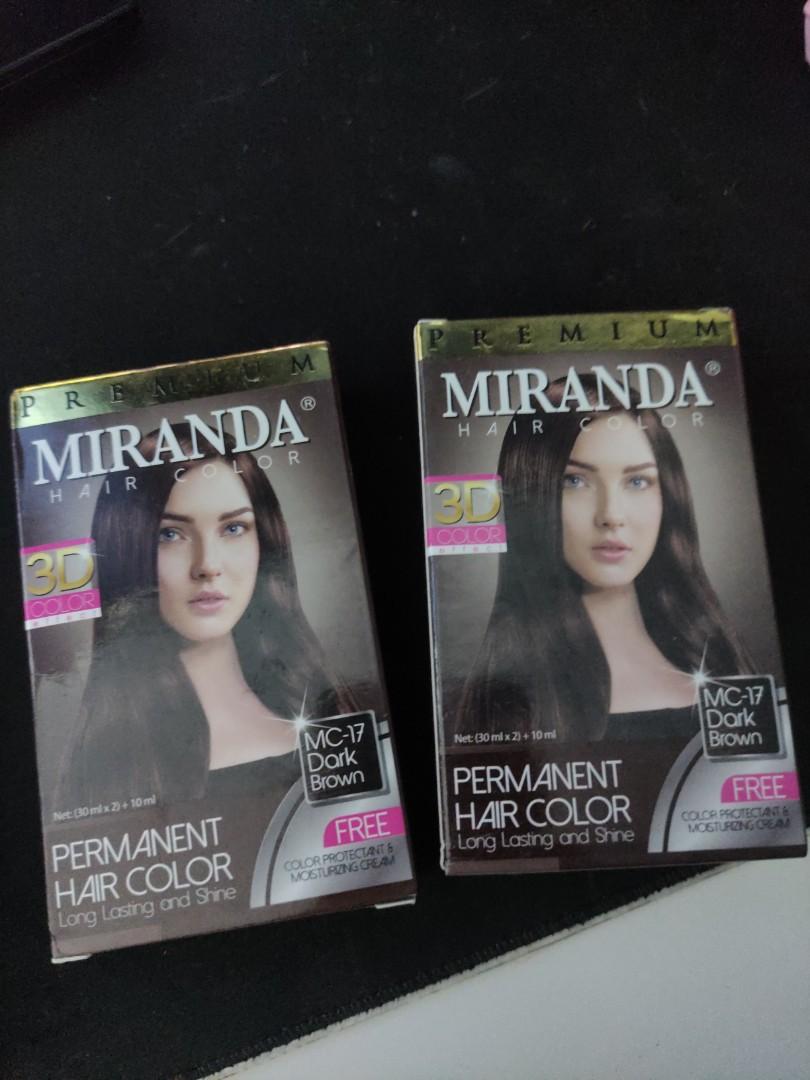 PREMIUM
MIRANDA®
HAIR COLOR
3D
COLOR
effect
MC-17
Dark
Brown
Net: (30 ml x 2) + 10 ml
PERMANENT
HAIR COLOR
Long Lasting and Shine
FREE
COLOR PROTECTANT &
MOISTURIZING CREAM
PREMIUM
MIRANDA®
HAIR COLOR
3D
COLOR
effect
MC-17
Dark
Brown
Net: (30 ml x 2) + 10 ml
PERMANENT
HAIR COLOR
Long Lasting and Shine
FREE
COLOR PROTECTANT &
MOISTURIZING CREAM